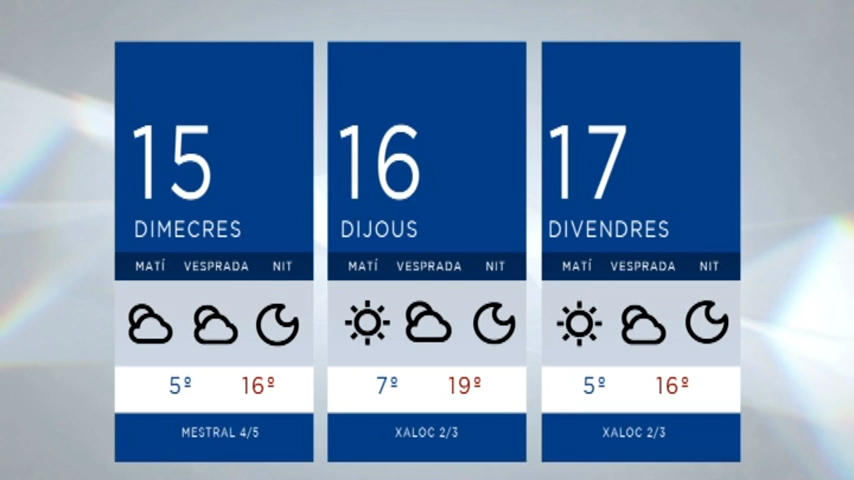 15
DIMECRES
MATÍ VESPRADA NIT
5º 16º
MESTRAL 4/5
16
DIJOUS
MATÍ VESPRADA NIT
7º 19º
XALOC 2/3
17
DIVENDRES
MATÍ VESPRADA NIT
5º 16º
XALOC 2/3